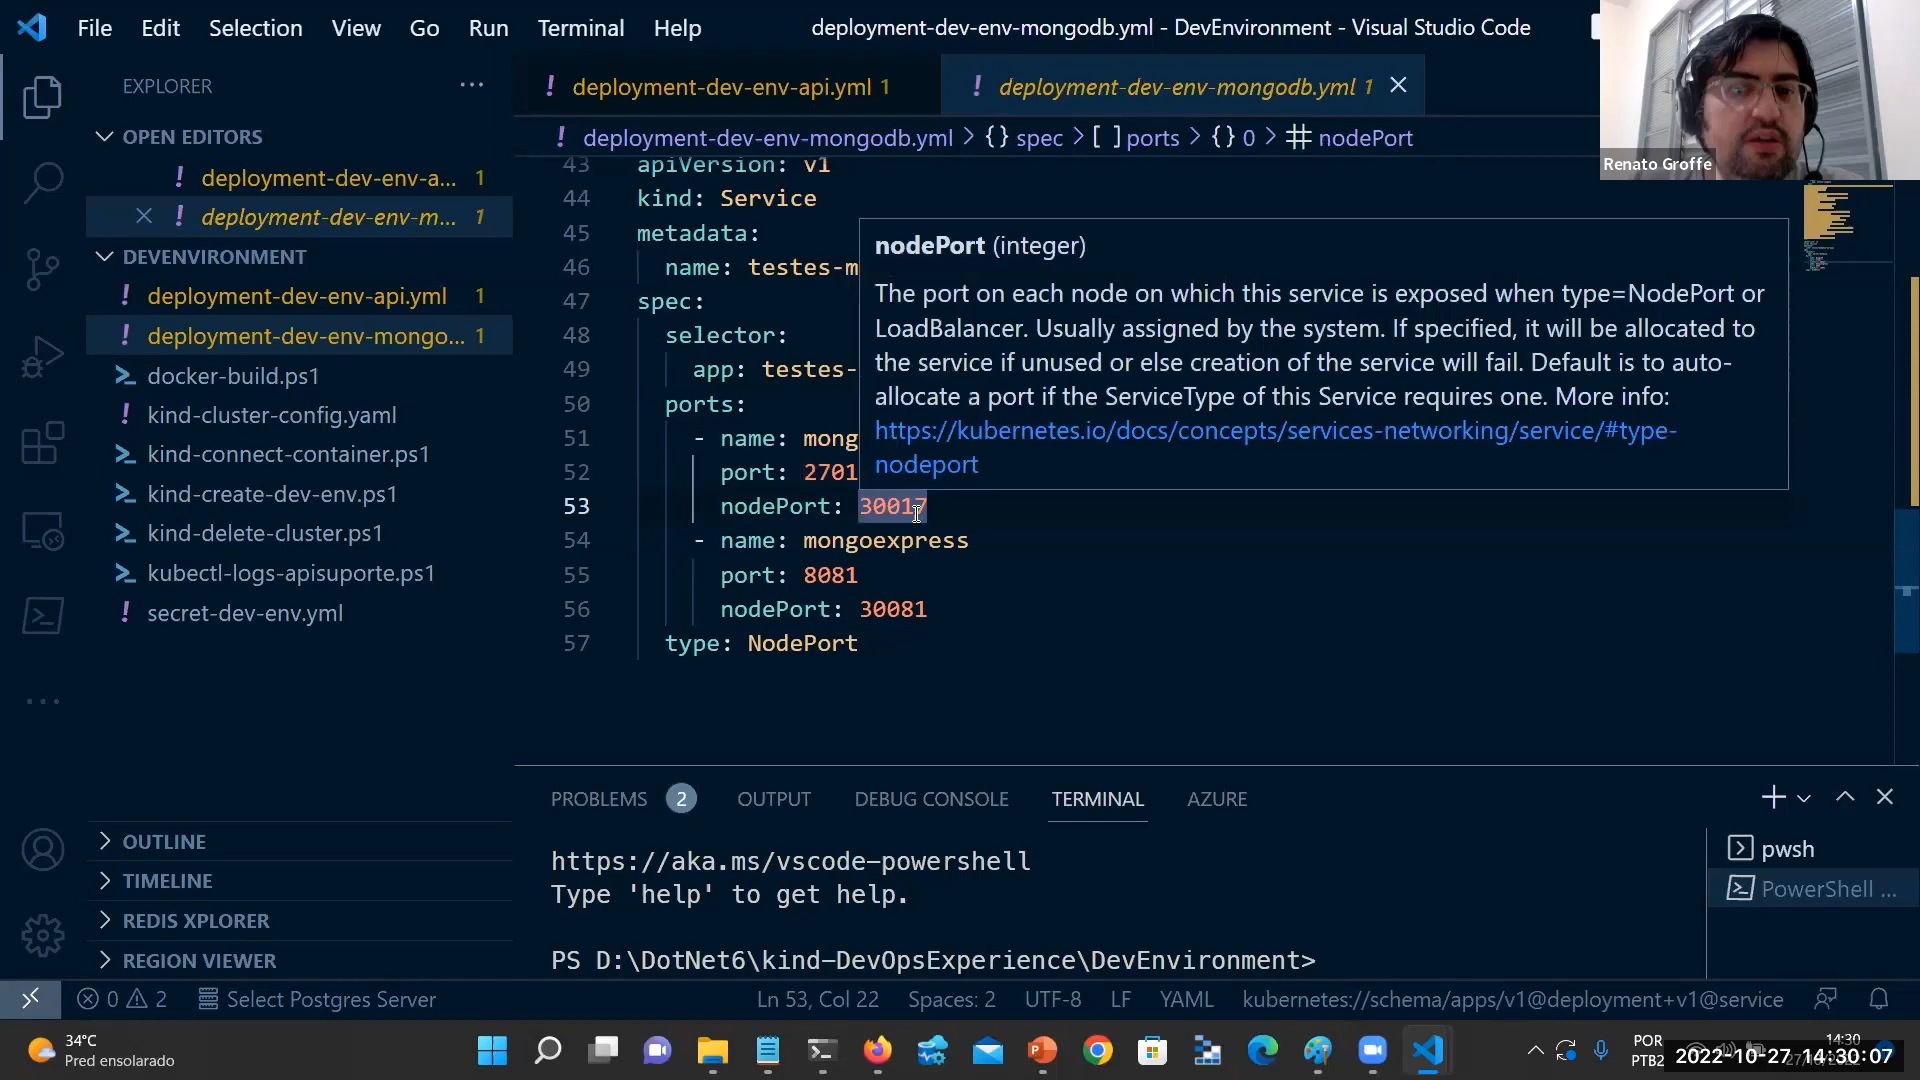 File Edit Selection View Go Run Terminal Help
deployment-dev-env-mongodb.yml - DevEnvironment - Visual Studio Code
EXPLORER
OPEN EDITORS
deployment-dev-env-a... 1
deployment-dev-env-m... 1
DEVENVIRONMENT
deployment-dev-env-api.yml 1
deployment-dev-env-mongo... 1
docker-build.ps1
kind-cluster-config.yaml
kind-connect-container.ps1
kind-create-dev-env.ps1
kind-delete-cluster.ps1
kubectl-logs-apisuporte.ps1
secret-dev-env.yml
OUTLINE
TIMELINE
REDIS XPLORER
REGION VIEWER
deployment-dev-env-api.yml 1
deployment-dev-env-mongodb.yml 1
deployment-dev-env-mongodb.yml > {} spec > [ ] ports > {} 0 > nodePort
Renato Groffe
43 apiVersion: v1
44 kind: Service
45 metadata:
46 name: testes-m
47 spec:
48 selector:
49 app: testes-
50 ports:
51 - name: mong
52 port: 2701
53 nodePort: 30017
54 - name: mongoexpress
55 port: 8081
56 nodePort: 30081
57 type: NodePort
nodePort (integer)
The port on each node on which this service is exposed when type=NodePort or
LoadBalancer. Usually assigned by the system. If specified, it will be allocated to
the service if unused or else creation of the service will fail. Default is to auto-
allocate a port if the ServiceType of this Service requires one. More info:
https://kubernetes.io/docs/concepts/services-networking/service/#type-
nodeport
PROBLEMS 2 OUTPUT DEBUG CONSOLE TERMINAL AZURE
https://aka.ms/vscode-powershell
Type 'help' to get help.
PS D:\DotNet6\kind-DevOpsExperience\DevEnvironment>
pwsh
PowerShell ...
0 2 Select Postgres Server Ln 53, Col 22 Spaces: 2 UTF-8 LF YAML kubernetes://schema/apps/v1@deployment+v1@service
34°C
Pred ensolarado
POR
PTB2
14:30
2022-10-27 14:30:07